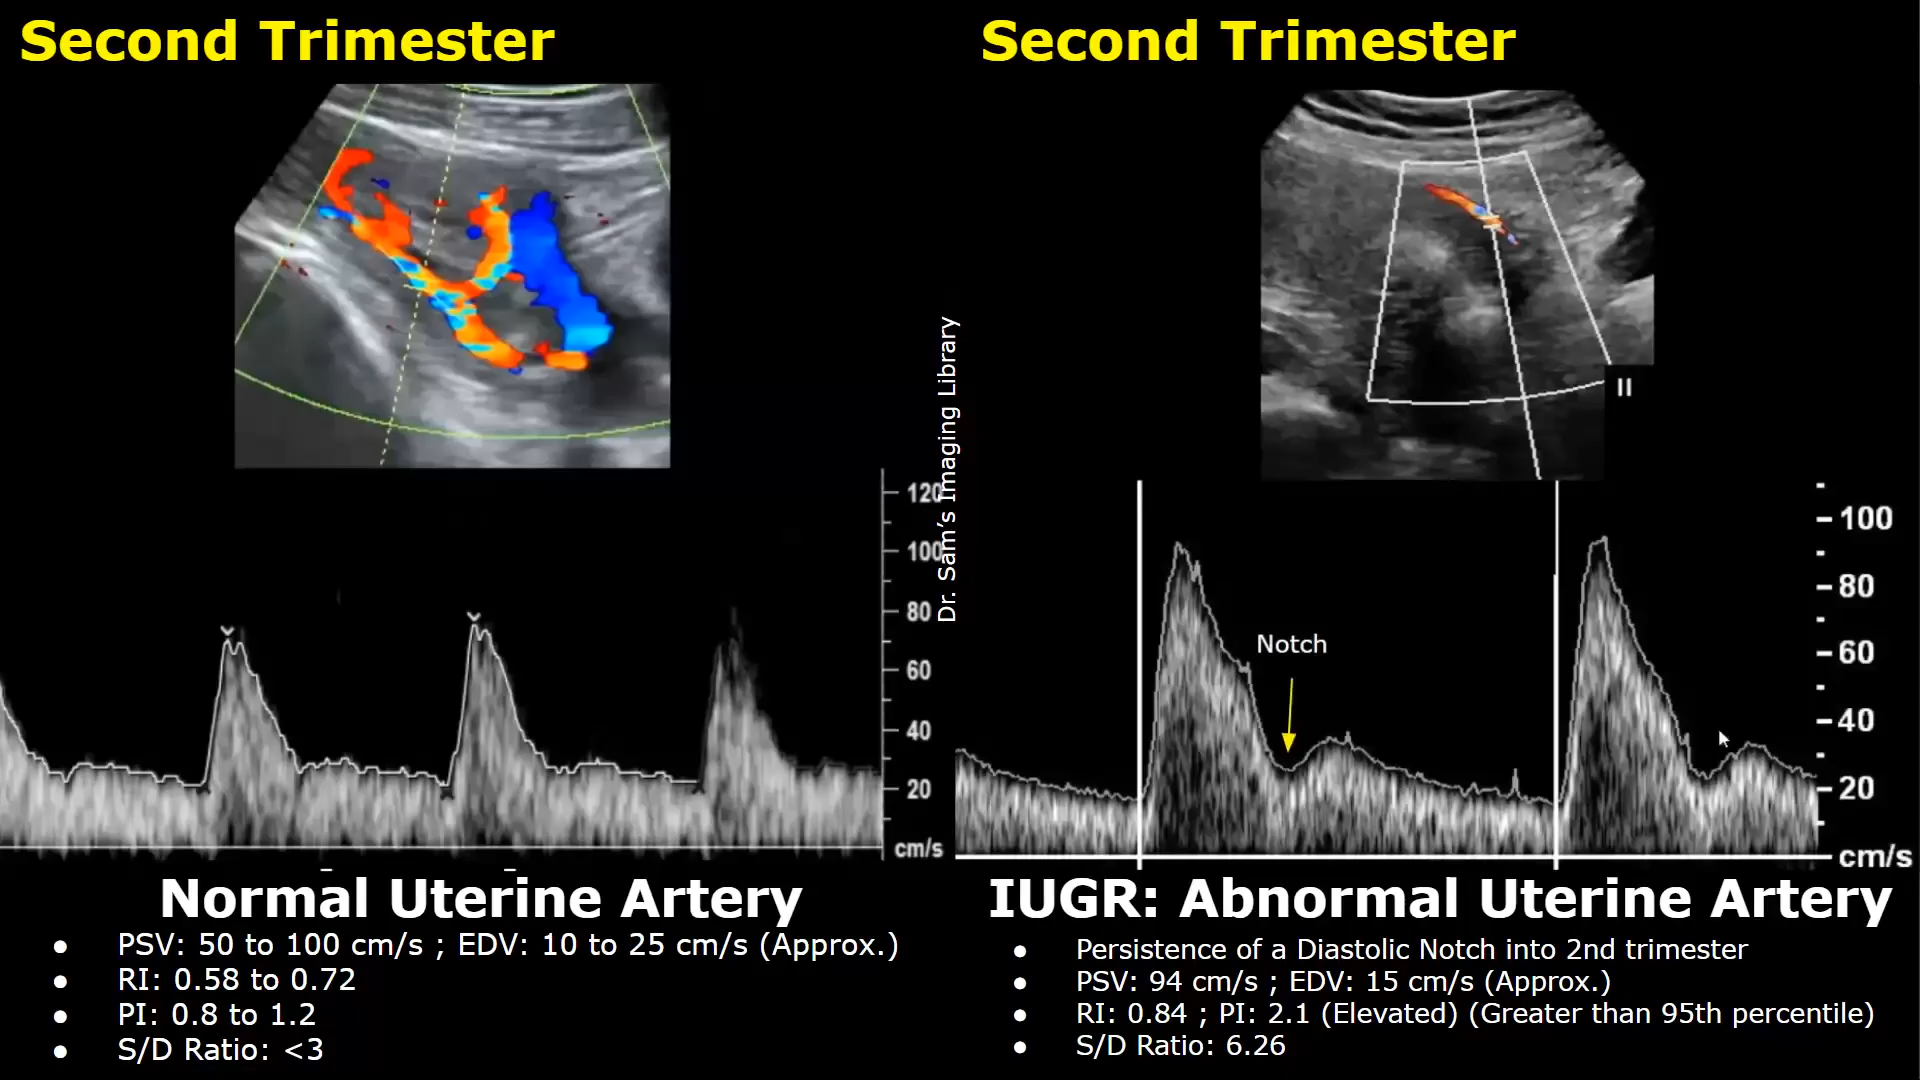 Second Trimester
120
100
80
60
40
20
cm/s
Normal Uterine Artery
● PSV: 50 to 100 cm/s ; EDV: 10 to 25 cm/s (Approx.)
● RI: 0.58 to 0.72
● PI: 0.8 to 1.2
● S/D Ratio: <3
Dr. Sam's Imaging Library
Second Trimester
II
Notch
100
80
60
40
20
cm/s
IUGR: Abnormal Uterine Artery
● Persistence of a Diastolic Notch into 2nd trimester
● PSV: 94 cm/s ; EDV: 15 cm/s (Approx.)
● RI: 0.84 ; PI: 2.1 (Elevated) (Greater than 95th percentile)
● S/D Ratio: 6.26